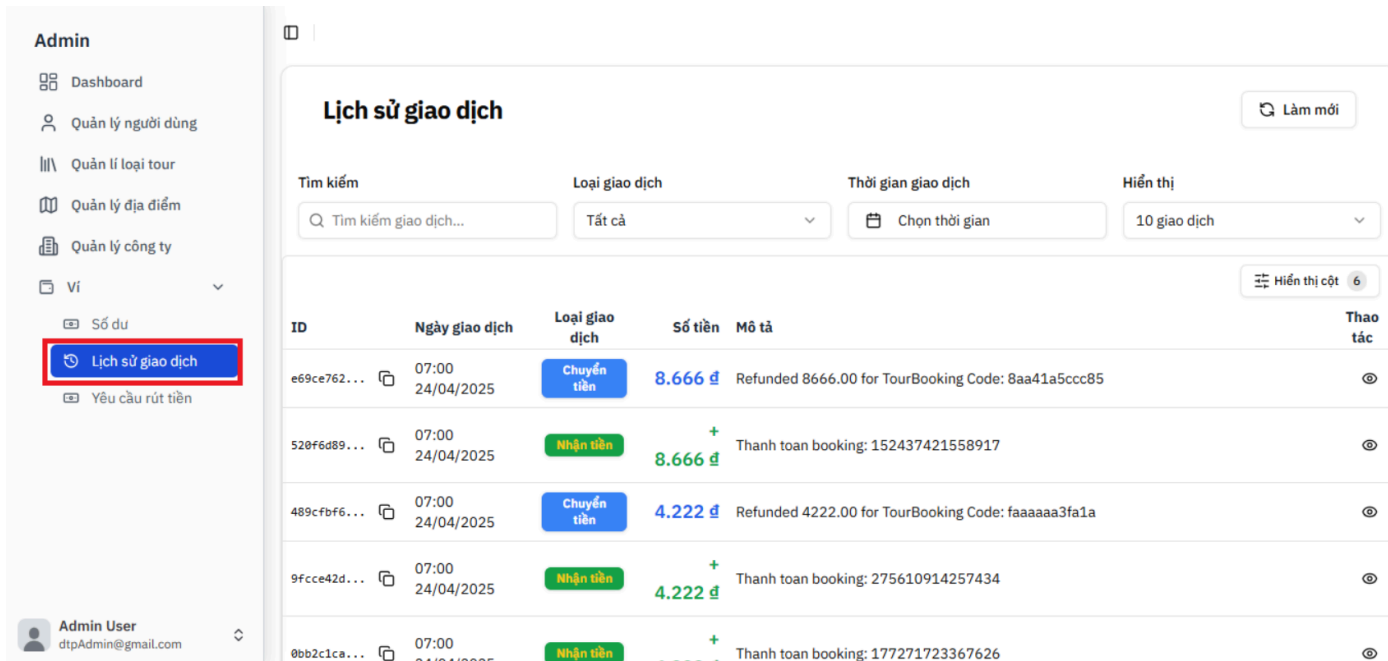 Admin
Dashboard
Quản lý người dùng
Quản lí loại tour
Quản lý địa điểm
Quản lý công ty
Ví
Số dư
Lịch sử giao dịch
Yêu cầu rút tiền
Admin User
dtpAdmin@gmail.com
Lịch sử giao dịch
Làm mới
Tìm kiếm
Loại giao dịch
Thời gian giao dịch
Hiển thị
Tìm kiếm giao dịch...
Tất cả
Chọn thời gian
10 giao dịch
Hiển thị cột 6
ID
Ngày giao dịch
Loại giao
dịch
Số tiền
Mô tả
Thao
tác
e69ce762...
07:00
24/04/2025
Chuyển
tiền
8.666 ₫
Refunded 8666.00 for TourBooking Code: 8aa41a5ccc85
520f6d89...
07:00
24/04/2025
Nhận tiền
+
8.666 ₫
Thanh toan booking: 152437421558917
489cfbf6...
07:00
24/04/2025
Chuyển
tiền
4.222 ₫
Refunded 4222.00 for TourBooking Code: faaaaaa3fa1a
9fcce42d...
07:00
24/04/2025
Nhận tiền
+
4.222 ₫
Thanh toan booking: 275610914257434
0bb2c1ca...
07:00
Nhận tiền
+
Thanh toan booking: 177271723367626